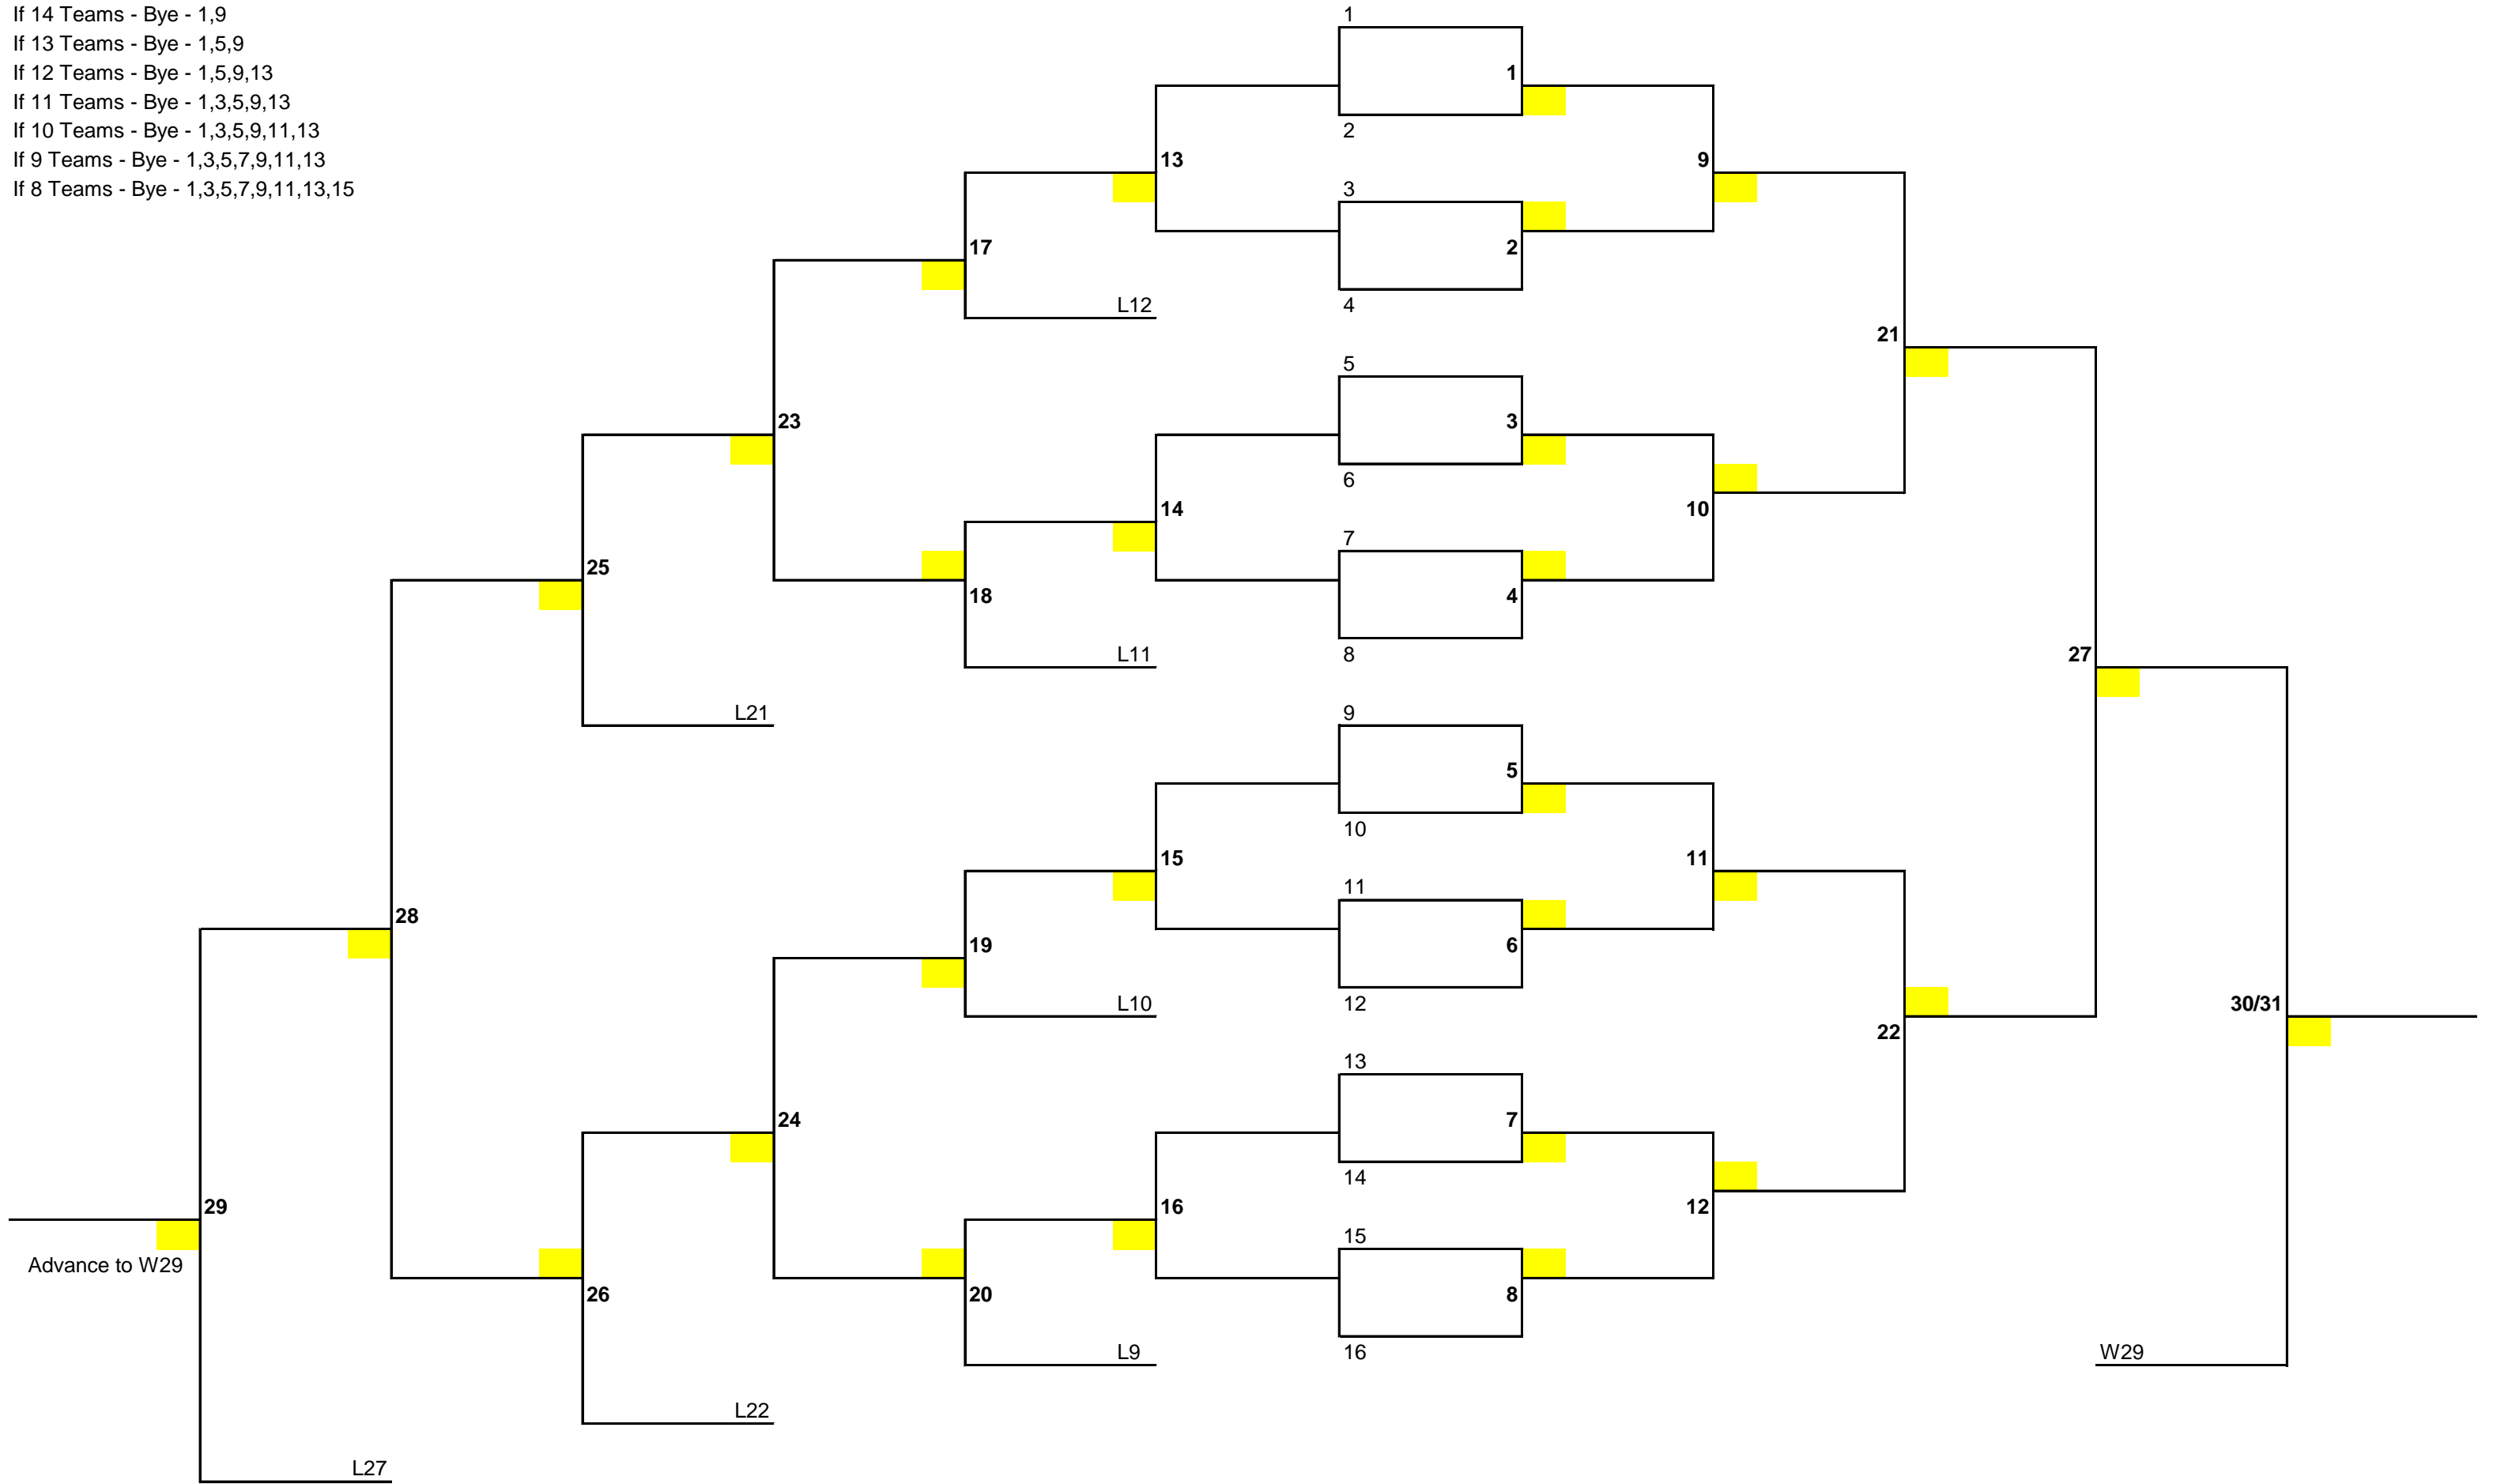 If 14 Teams - Bye - 1,9
If 13 Teams - Bye - 1,5,9
If 12 Teams - Bye - 1,5,9,13
If 11 Teams - Bye - 1,3,5,9,13
If 10 Teams - Bye - 1,3,5,9,11,13
If 9 Teams - Bye - 1,3,5,7,9,11,13
If 8 Teams - Bye - 1,3,5,7,9,11,13,15
1
1
2
13
9
3
17
2
L12
4
21
5
23
3
6
14
10
7
25
18
4
L11
8
27
L21
9
5
10
15
11
11
28
19
6
L10
12
30/31
22
13
24
7
14
29
16
12
15
Advance to W29
26
20
8
L9
16
W29
L22
L27